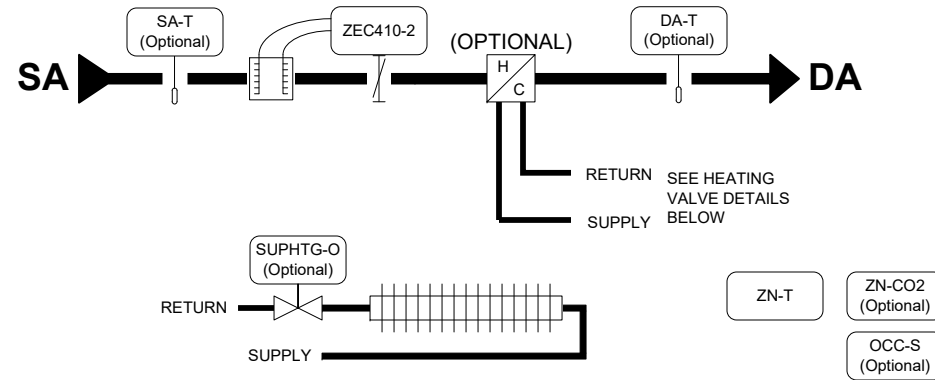 SA-T
(Optional)
ZEC410-2
(OPTIONAL)
DA-T
(Optional)
SA
H
C
DA
RETURN
SUPPLY
SEE HEATING
VALVE DETAILS
BELOW
SUPHTG-O
(Optional)
RETURN
SUPPLY
ZN-T
ZN-CO2
(Optional)
OCC-S
(Optional)